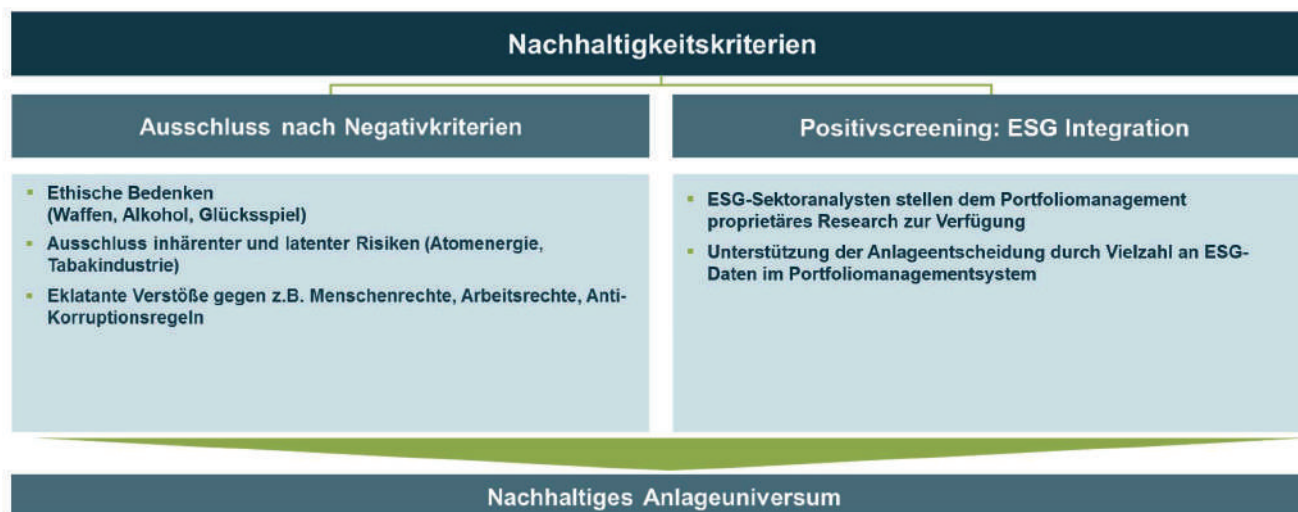 Nachhaltigkeitskriterien
Ausschluss nach Negativkriterien
▪ Ethische Bedenken
(Waffen, Alkohol, Glücksspiel)
▪ Ausschluss inhärenter und latenter Risiken (Atomenergie,
Tabakindustrie)
▪ Eklatante Verstöße gegen z.B. Menschenrechte, Arbeitsrechte, Anti-
Korruptionsregeln
Positivscreening: ESG Integration
▪ ESG-Sektoranalysten stellen dem Portfoliomanagement
proprietäres Research zur Verfügung
▪ Unterstützung der Anlageentscheidung durch Vielzahl an ESG-
Daten im Portfoliomanagementsystem
Nachhaltiges Anlageuniversum